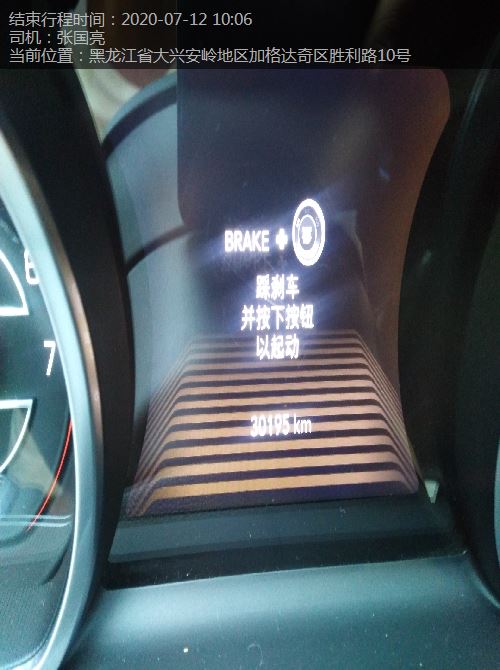 结束行程时间：2020-07-12 10:06
司机：张国亮
当前位置：黑龙江省大兴安岭地区加格达奇区胜利路10号
BRAKE +
踩刹车
并按下按钮
以起动
7
30195 km